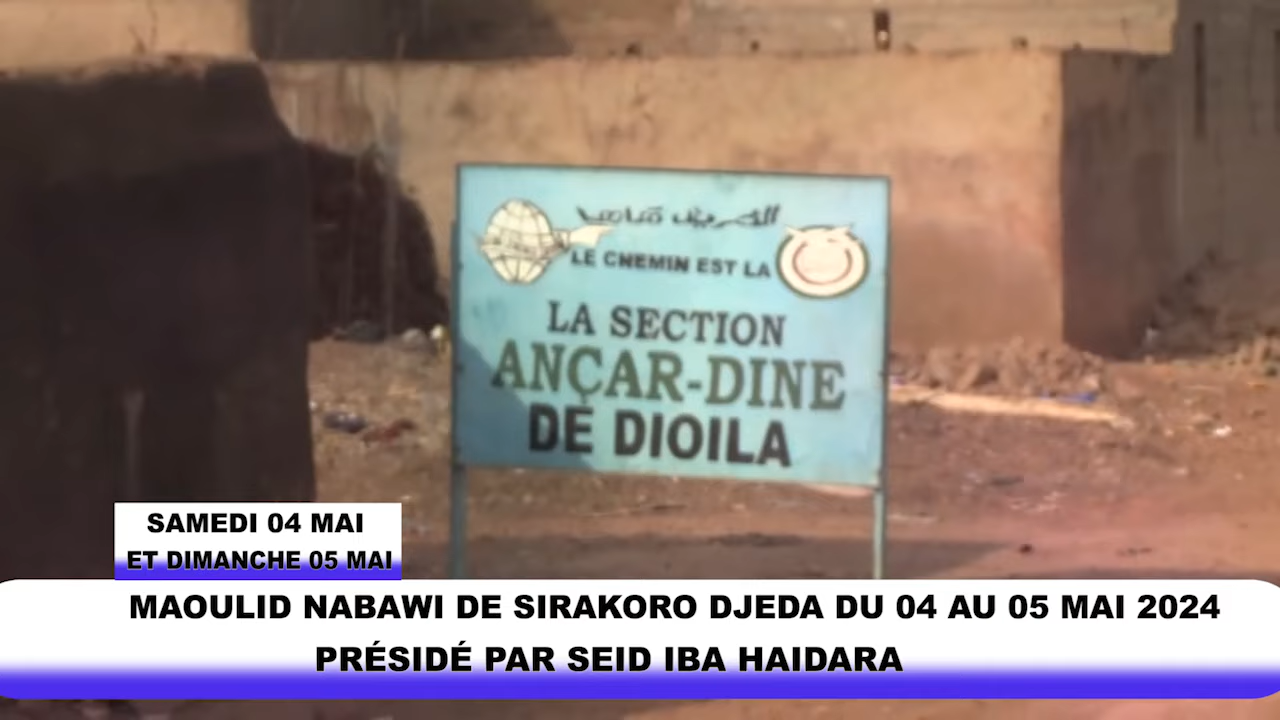 LE CHEMIN EST LA
LA SECTION
ANÇAR-DINE
DE DIOILA
SAMEDI 04 MAI
ET DIMANCHE 05 MAI
MAOULID NABAWI DE SIRAKORO DJEDA DU 04 AU 05 MAI 2024
PRÉSIDÉ PAR SEID IBA HAIDARA